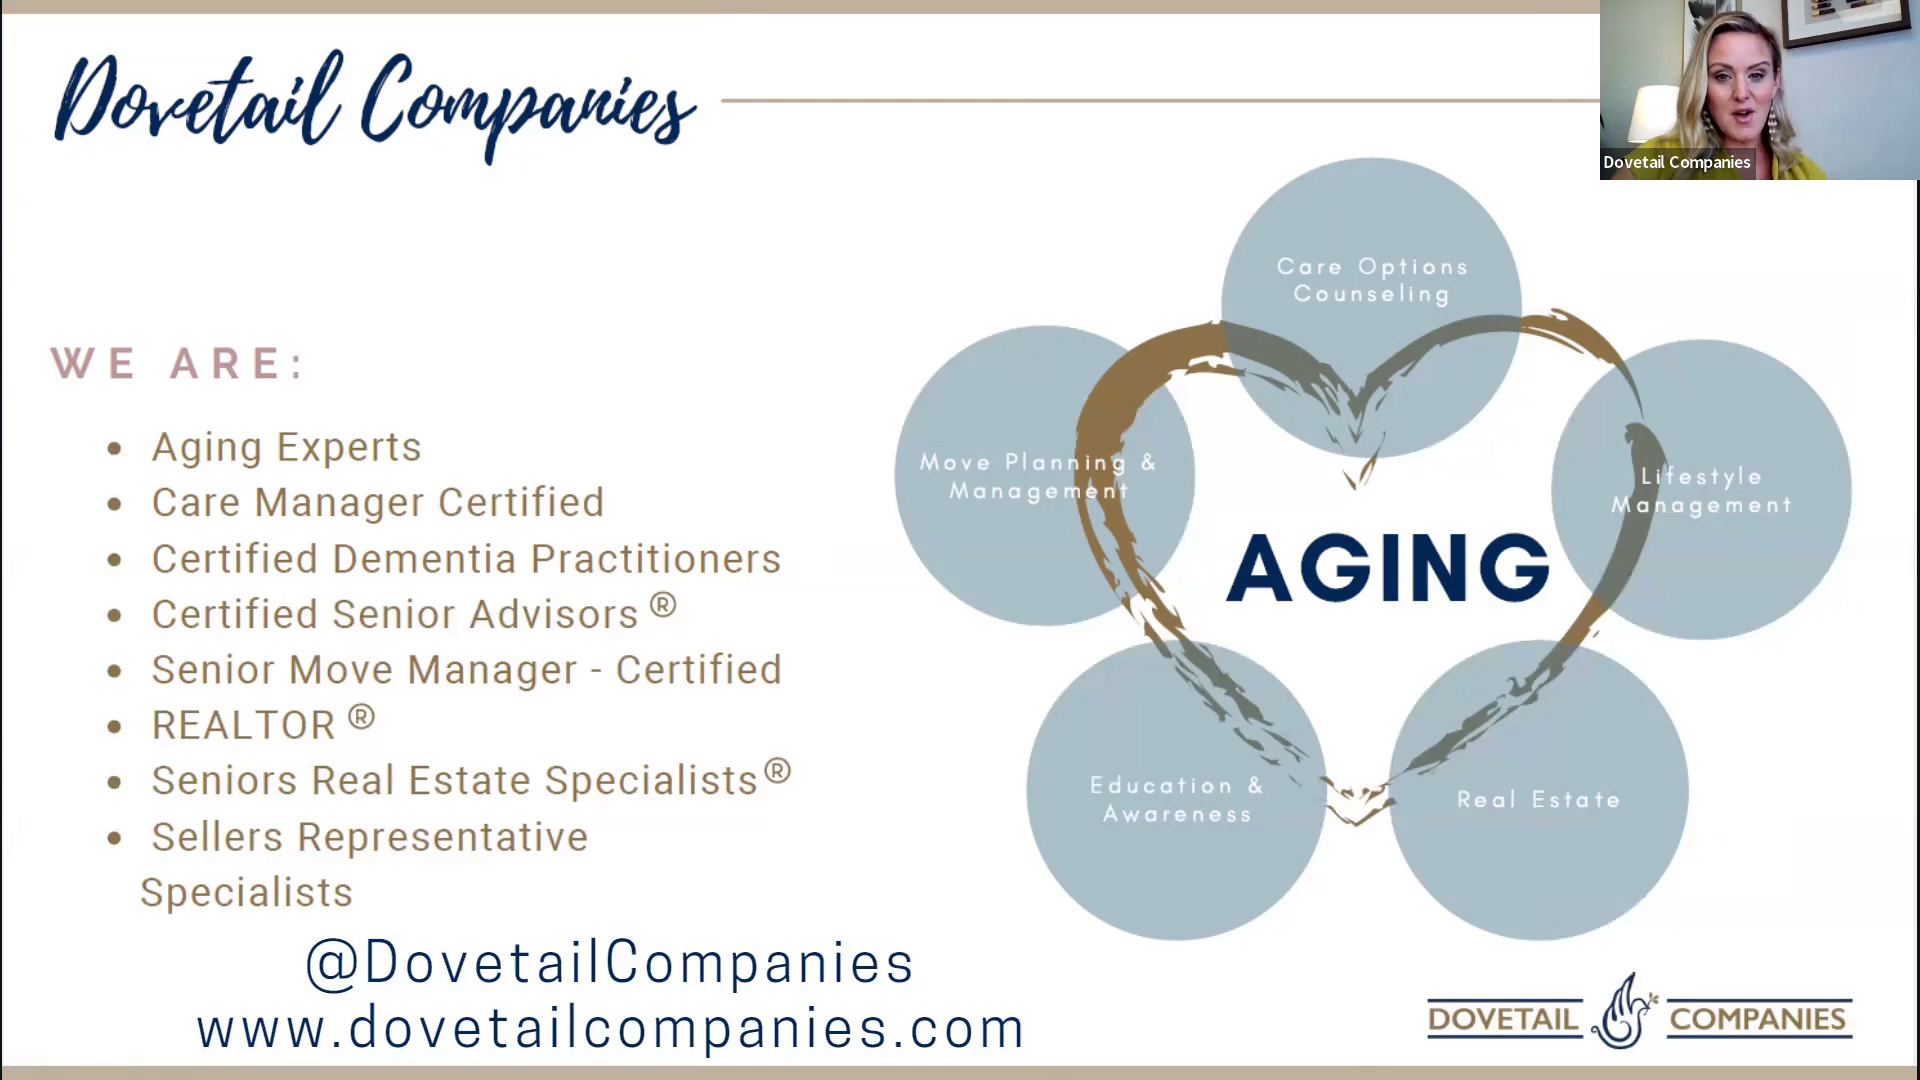 Dovetail Companies
Dovetail Companies
WE ARE:
Aging Experts
Care Manager Certified
Certified Dementia Practitioners
Certified Senior Advisors ®
Senior Move Manager - Certified
REALTOR ®
Seniors Real Estate Specialists®
Sellers Representative
Specialists
@DovetailCompanies
www.dovetailcompanies.com
Care Options
Counseling
Move Planning &
Management
Lifestyle
Management
AGING
Education &
Awareness
Real Estate
DOVETAIL COMPANIES